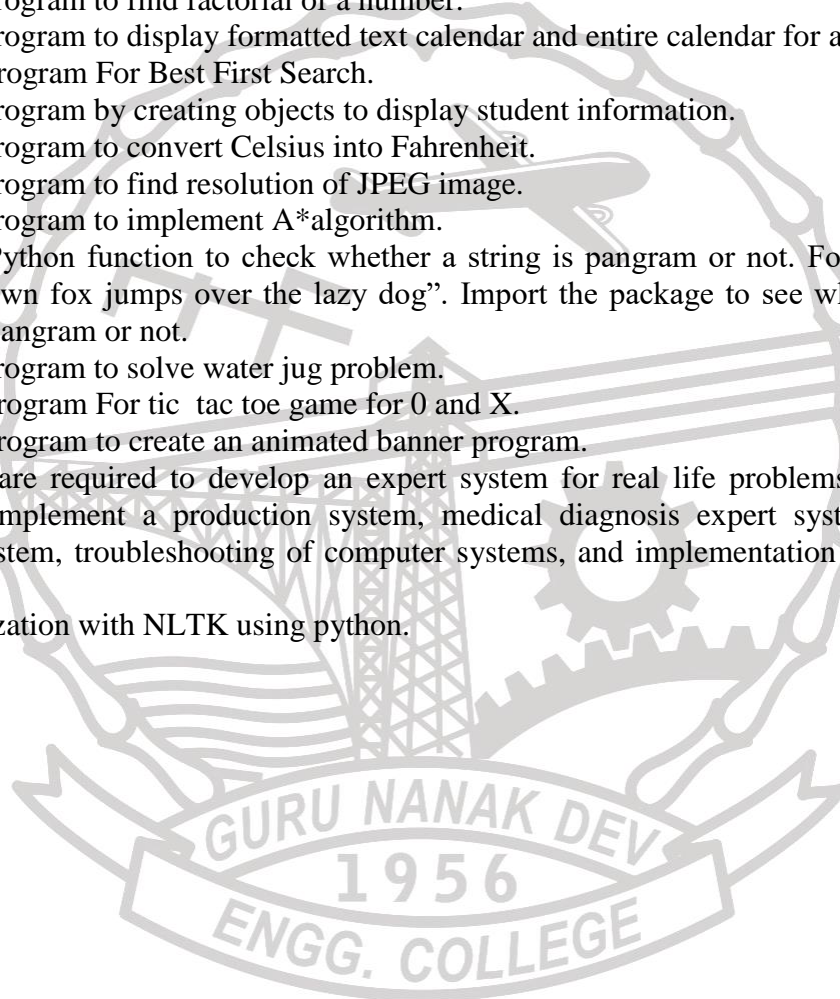 rogram to find factorial of a number.
rogram to display formatted text calendar and entire calendar for a
rogram For Best First Search.
rogram by creating objects to display student information.
rogram to convert Celsius into Fahrenheit.
rogram to find resolution of JPEG image.
rogram to implement A*algorithm.
Python function to check whether a string is pangram or not. Fo
wn fox jumps over the lazy dog”. Import the package to see wh
angram or not.
rogram to solve water jug problem.
rogram For tic tac toe game for 0 and X.
rogram to create an animated banner program.
are required to develop an expert system for real life problems
mplement a production system, medical diagnosis expert syst
stem, troubleshooting of computer systems, and implementation
zation with NLTK using python.
GURU NANAK DEV
1956
ENGG. COLLEGE